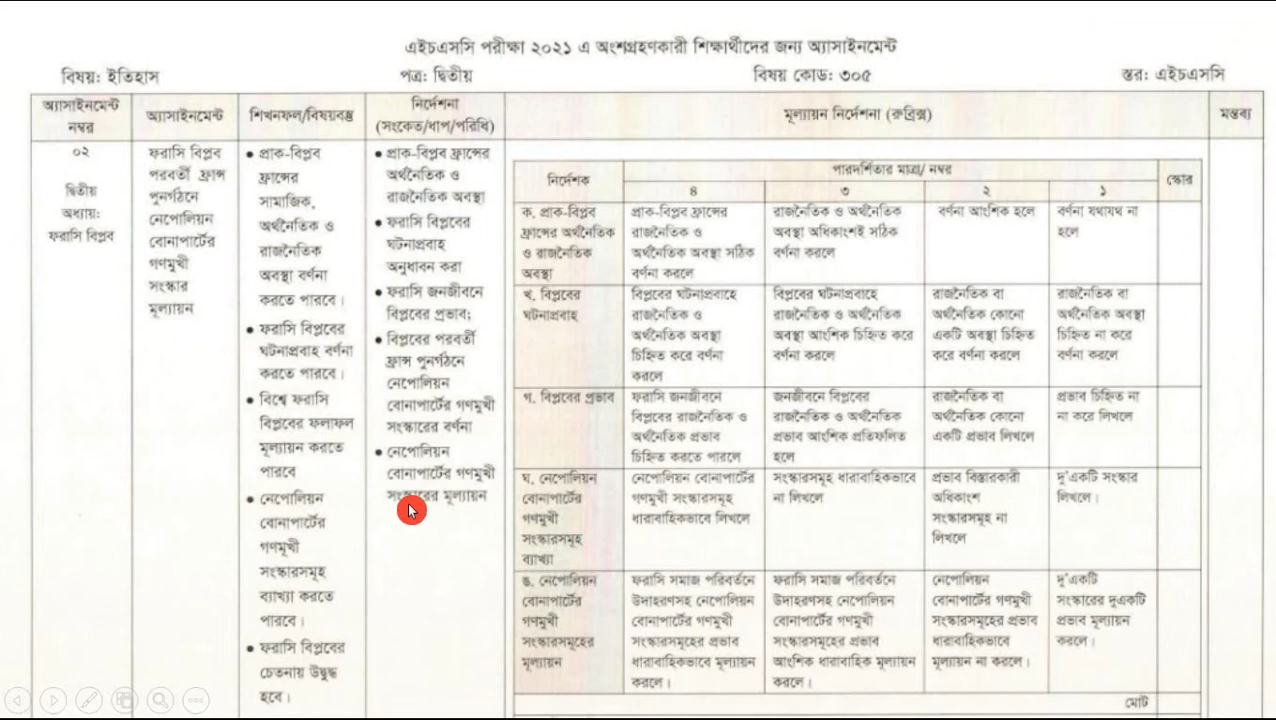 এইচএসসি পরীক্ষা ২০২১ এ অংশগ্রহণকারী শিক্ষার্থীদের জন্য অ্যাসাইনমেন্ট
বিষয়: ইতিহাস পত্র: দ্বিতীয় বিষয় কোড: ৩০৫ স্তর: এইচএসসি
অ্যাসাইনমেন্ট
নম্বর
অ্যাসাইনমেন্ট
শিখনফল/বিষয়বস্তু
নির্দেশনা
(সংকেত/ধাপ/পরিধি)
মূল্যায়ন নির্দেশনা (রুব্রিক্স)
মন্তব্য
০২
দ্বিতীয়
অধ্যায়:
ফরাসি বিপ্লব
ফরাসি বিপ্লব
পরবর্তী ফ্রান্স
পুনর্গঠনে
নেপোলিয়ন
বোনাপার্টের
গণমুখী
সংস্কার
মূল্যায়ন
• প্রাক-বিপ্লব
ফ্রান্সের
সামাজিক,
অর্থনৈতিক ও
রাজনৈতিক
অবস্থা বর্ণনা
করতে পারবে।
• ফরাসি বিপ্লবের
ঘটনাপ্রবাহ বর্ণনা
করতে পারবে।
• বিশ্বে ফরাসি
বিপ্লবের ফলাফল
মূল্যায়ন করতে
পারবে
• নেপোলিয়ন
বোনাপার্টের
গণমুখী
সংস্কারসমূহ
ব্যাখ্যা করতে
পারবে।
• ফরাসি বিপ্লবের
চেতনায় উদ্বুদ্ধ
হবে।
• প্রাক-বিপ্লব ফ্রান্সের
অর্থনৈতিক ও
রাজনৈতিক অবস্থা
• ফরাসি বিপ্লবের
ঘটনাপ্রবাহ
অনুধাবন করা
• ফরাসি জনজীবনে
বিপ্লবের প্রভাব;
• বিপ্লবের পরবর্তী
ফ্রান্স পুনর্গঠনে
নেপোলিয়ন
বোনাপার্টের গণমুখী
সংস্কারের বর্ণনা
• নেপোলিয়ন
বোনাপার্টের গণমুখী
সংস্কারের মূল্যায়ন
নির্দেশক
পারদর্শিতার মাত্রা/ নম্বর
স্কোর
৪ ৩ ২ ১
ক. প্রাক-বিপ্লব
ফ্রান্সের অর্থনৈতিক
ও রাজনৈতিক
অবস্থা
প্রাক-বিপ্লব ফ্রান্সের
রাজনৈতিক ও
অর্থনৈতিক অবস্থা সঠিক
বর্ণনা করলে
রাজনৈতিক ও অর্থনৈতিক
অবস্থা অধিকাংশই সঠিক
বর্ণনা করলে
বর্ণনা আংশিক হলে
বর্ণনা যথাযথ না
হলে
খ. বিপ্লবের
ঘটনাপ্রবাহ
বিপ্লবের ঘটনাপ্রবাহে
রাজনৈতিক ও
অর্থনৈতিক অবস্থা
চিহ্নিত করে বর্ণনা
করলে
বিপ্লবের ঘটনাপ্রবাহে
রাজনৈতিক ও অর্থনৈতিক
অবস্থা আংশিক চিহ্নিত করে
বর্ণনা করলে
রাজনৈতিক বা
অর্থনৈতিক কোনো
একটি অবস্থা চিহ্নিত
করে বর্ণনা করলে
রাজনৈতিক বা
অর্থনৈতিক অবস্থা
চিহ্নিত না করে
বর্ণনা করলে
গ. বিপ্লবের প্রভাব
ফরাসি জনজীবনে
বিপ্লবের রাজনৈতিক ও
অর্থনৈতিক প্রভাব
চিহ্নিত করতে পারলে
জনজীবনে বিপ্লবের
রাজনৈতিক ও অর্থনৈতিক
প্রভাব আংশিক প্রতিফলিত
হলে
রাজনৈতিক বা
অর্থনৈতিক কোনো
একটি প্রভাব লিখলে
প্রভাব চিহ্নিত না
না করে লিখলে
ঘ. নেপোলিয়ন
বোনাপার্টের
গণমুখী
সংস্কারসমূহ
ব্যাখ্যা
নেপোলিয়ন বোনাপার্টের
গণমুখী সংস্কারসমূহ
ধারাবাহিকভাবে লিখলে
সংস্কারসমূহ ধারাবাহিকভাবে
না লিখলে
প্রভাব বিস্তারকারী
অধিকাংশ
সংস্কারসমূহ না
লিখলে
দু'একটি সংস্কার
লিখলে।
ঙ. নেপোলিয়ন
বোনাপার্টের
গণমুখী
সংস্কারসমূহের
মূল্যায়ন
ফরাসি সমাজ পরিবর্তনে
উদাহরণসহ নেপোলিয়ন
বোনাপার্টের গণমুখী
সংস্কারসমূহের প্রভাব
ধারাবাহিকভাবে মূল্যায়ন
করলে।
ফরাসি সমাজ পরিবর্তনে
উদাহরণসহ নেপোলিয়ন
বোনাপার্টের গণমুখী
সংস্কারসমূহের প্রভাব
আংশিক ধারাবাহিক মূল্যায়ন
করলে।
নেপোলিয়ন
বোনাপার্টের গণমুখী
সংস্কারসমূহের প্রভাব
ধারাবাহিকভাবে
মূল্যায়ন না করলে।
দু'একটি
সংস্কারের দুএকটি
প্রভাব মূল্যায়ন
করলে।
মোট